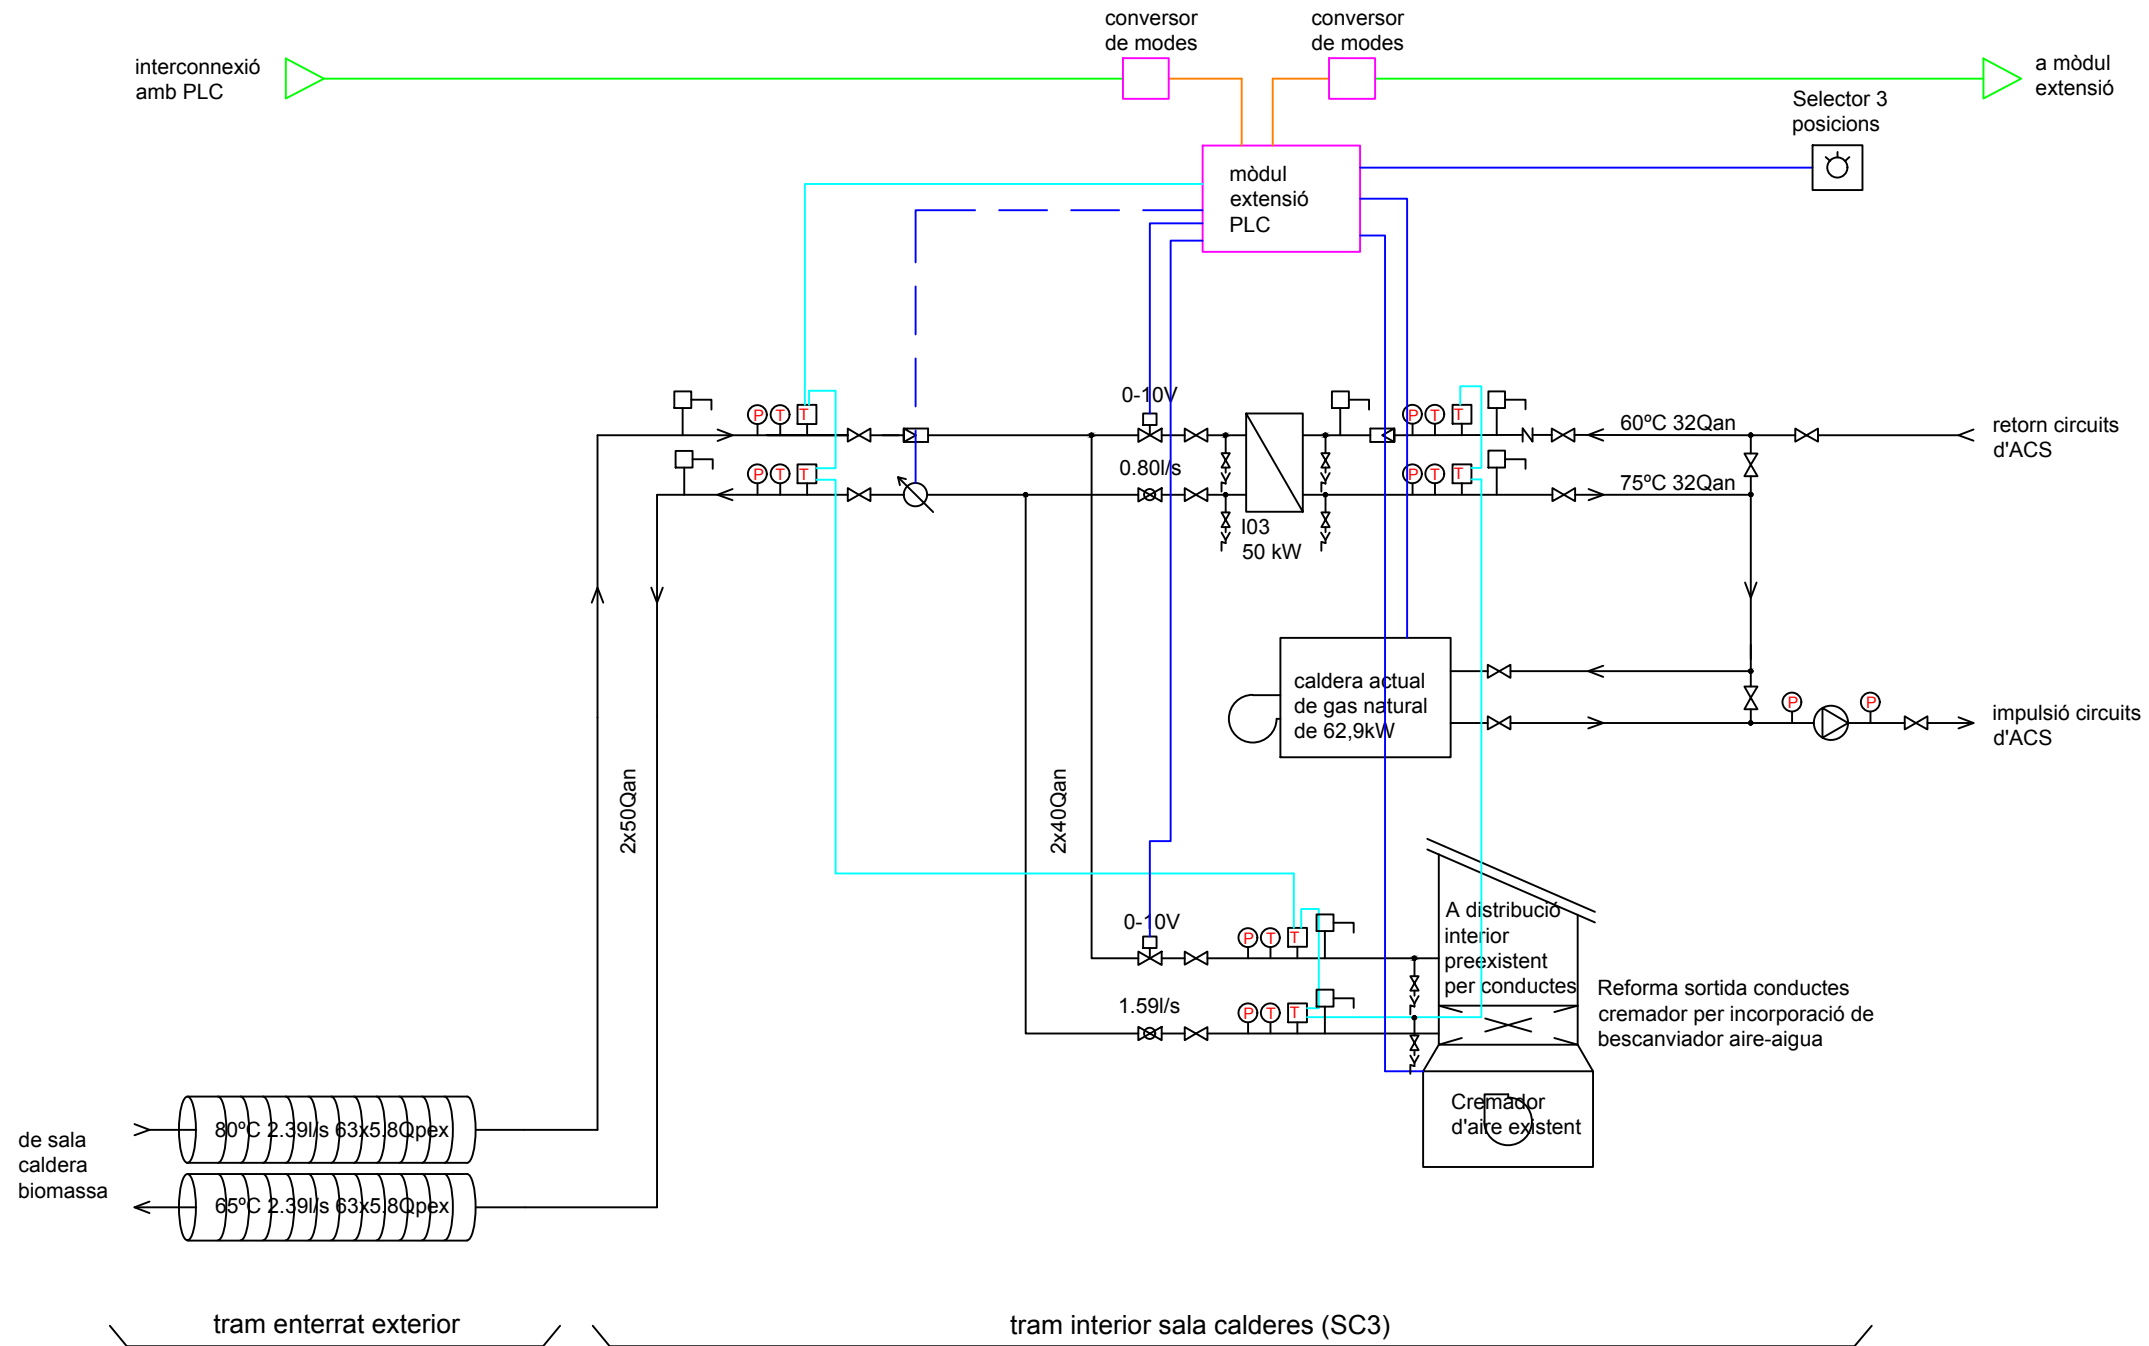 conversor
de modes
conversor
de modes
interconnexió
amb PLC
a mòdul
extensió
Selector 3
posicions
mòdul
extensió
PLC
0-10V
P
T
T
P
T
T
60ºC 32Qan
retorn circuits
d'ACS
P
T
T
0.80l/s
P
T
T
75ºC 32Qan
I03
50 kW
caldera actual
de gas natural
de 62,9kW
P
P
impulsió circuits
d'ACS
2x50Qan
2x40Qan
0-10V
P
T
T
A distribució
interior
preexistent
per conductes
1.59l/s
P
T
T
Reforma sortida conductes
cremador per incorporació de
bescanviador aire-aigua
Cremador
d'aire existent
de sala
caldera
biomassa
80ºC 2.39l/s 63x5.8Qpex
65ºC 2.39l/s 63x5.8Qpex
tram enterrat exterior
tram interior sala calderes (SC3)